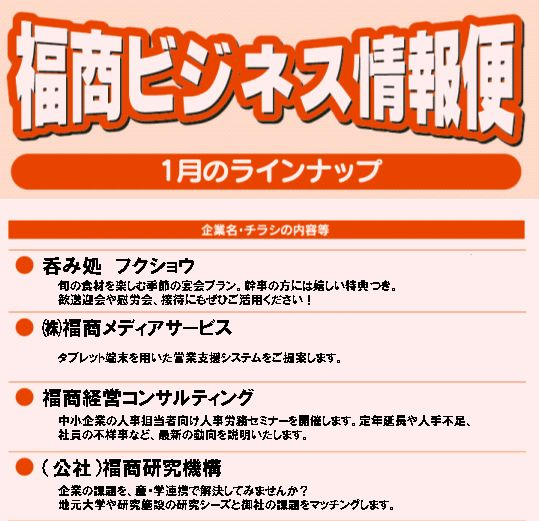 福商ビジネス情報便
1月のラインナップ
企業名・チラシの内容等
● 呑み処 フクショウ
旬の食材を楽しむ季節の宴会プラン。幹事の方には嬉しい特典つき。
歓送迎会や慰労会、接待にもぜひご活用ください！
● ㈱福商メディアサービス
タブレット端末を用いた営業支援システムをご提案します。
● 福商経営コンサルティング
中小企業の人事担当者向け人事労務セミナーを開催します。定年延長や人手不足、
社員の不祥事など、最新の動向を説明いたします。
● （公社）福商研究機構
企業の課題を、産・学連携で解決してみませんか？
地元大学や研究施設の研究シーズと御社の課題をマッチングします。